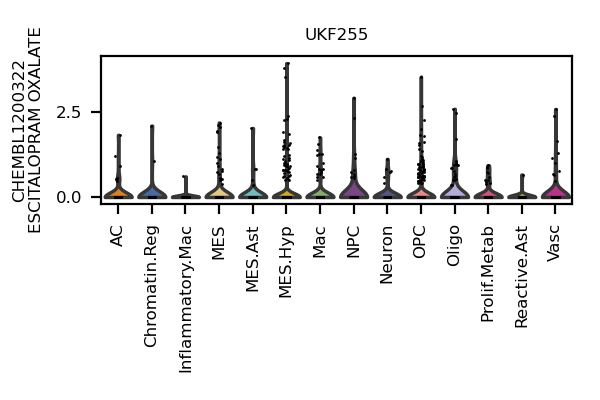 UKF255
CHEMBL1200322
ESCITALOPRAM OXALATE
2.5
0.0
AC
Chromatin.Reg
Inflammatory.Mac
MES
MES.Ast
MES.Hyp
Mac
NPC
Neuron
OPC
Oligo
Prolif.Metab
Reactive.Ast
Vasc